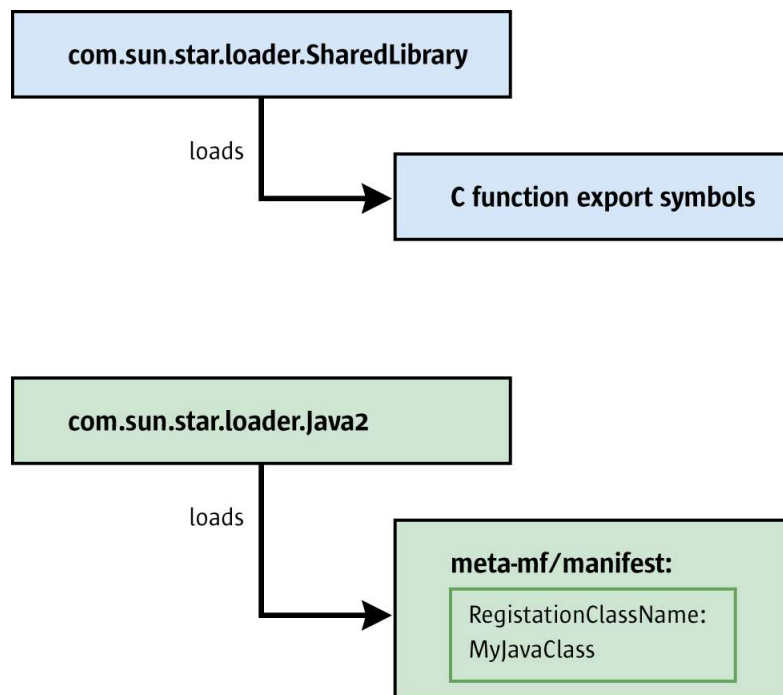 com.sun.star.loader.SharedLibrary
loads
C function export symbols
com.sun.star.loader.Java2
loads
meta-mf/manifest:
RegistationClassName:
MyJavaClass